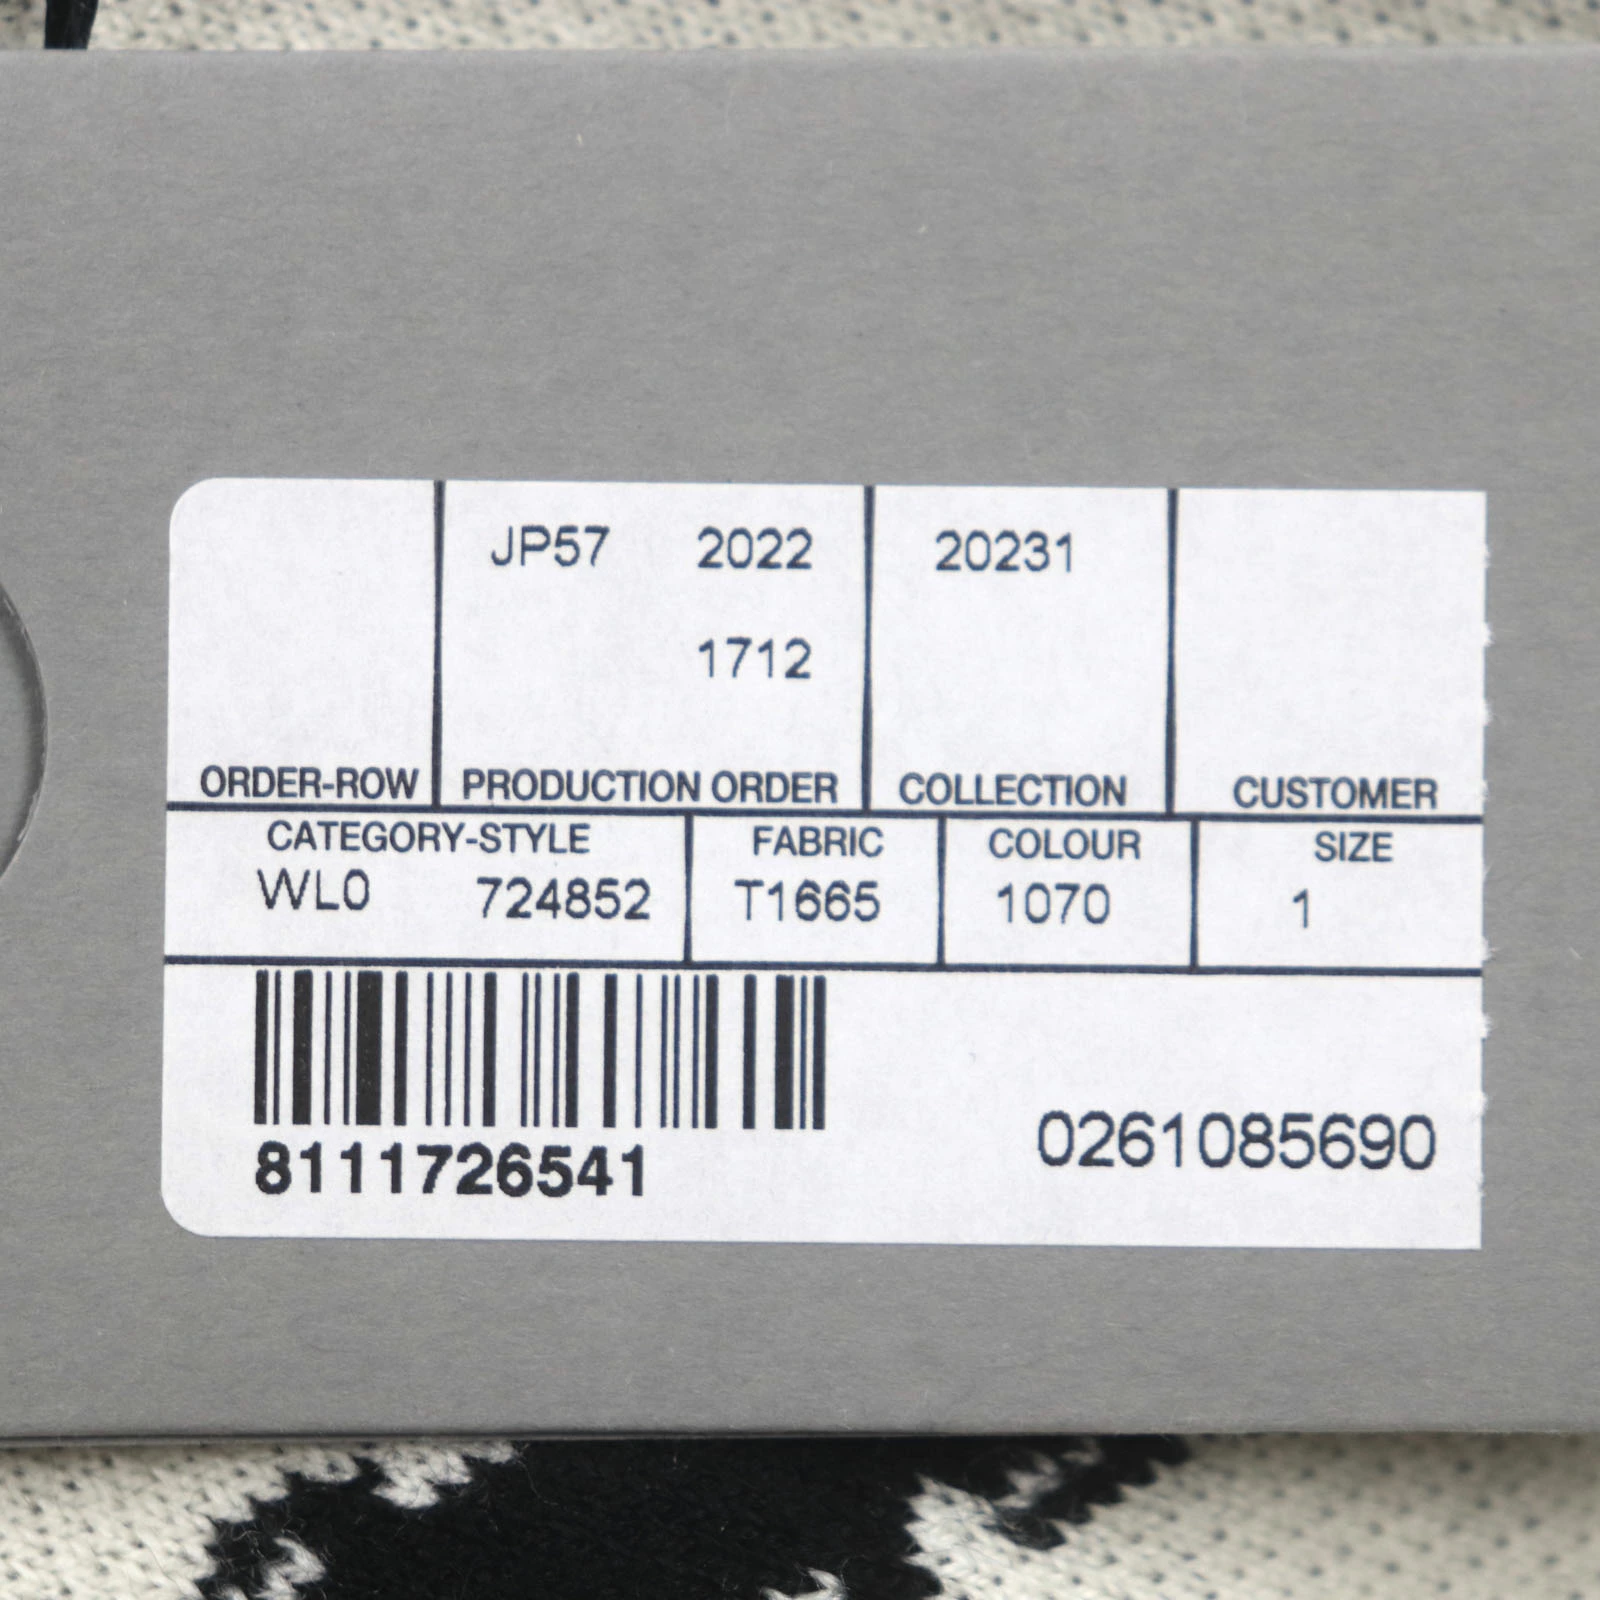 JP57 2022 20231
1712
ORDER-ROW PRODUCTION ORDER COLLECTION CUSTOMER
CATEGORY-STYLE FABRIC COLOUR SIZE
WL0 724852 T1665 1070 1
8111726541 0261085690